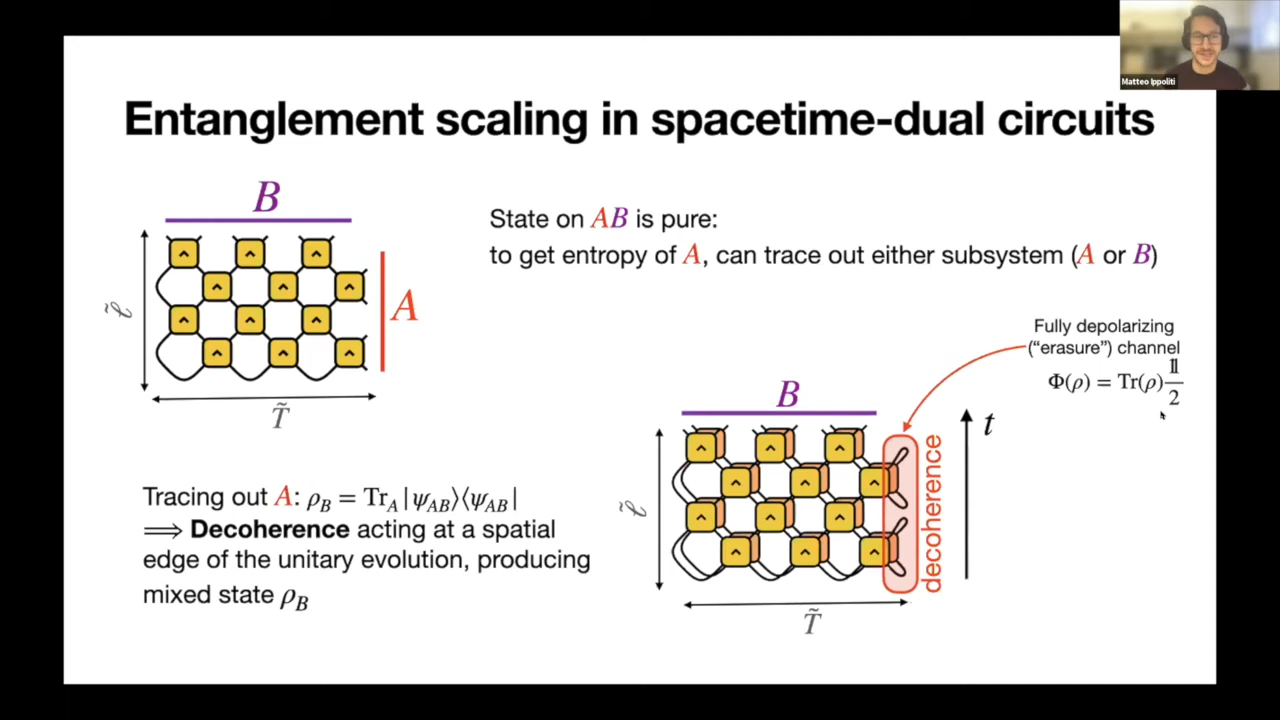 Matteo Ippoliti
Entanglement scaling in spacetime-dual circuits
B
A
ℓ̃
T̃
State on AB is pure:
to get entropy of A, can trace out either subsystem (A or B)
Fully depolarizing
("erasure") channel
Φ(ρ) = Tr(ρ) 𝟙/2
B
t
decoherence
ℓ̃
T̃
Tracing out A: ρ_B = Tr_A|ψ_AB⟩⟨ψ_AB|
⟹ Decoherence acting at a spatial
edge of the unitary evolution, producing
mixed state ρ_B